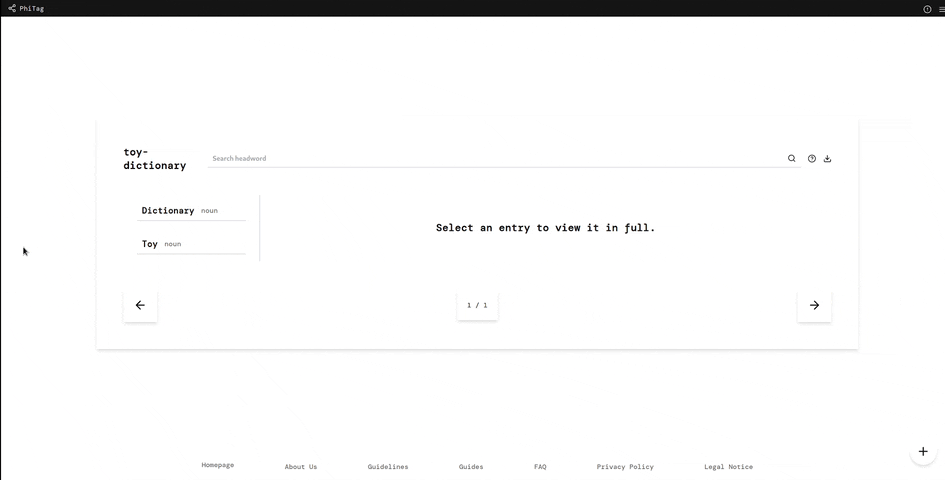 PhiTag
toy-
dictionary
Search headword
Dictionary noun
Toy noun
Select an entry to view it in full.
1 / 1
Homepage About Us Guidelines Guides FAQ Privacy Policy Legal Notice